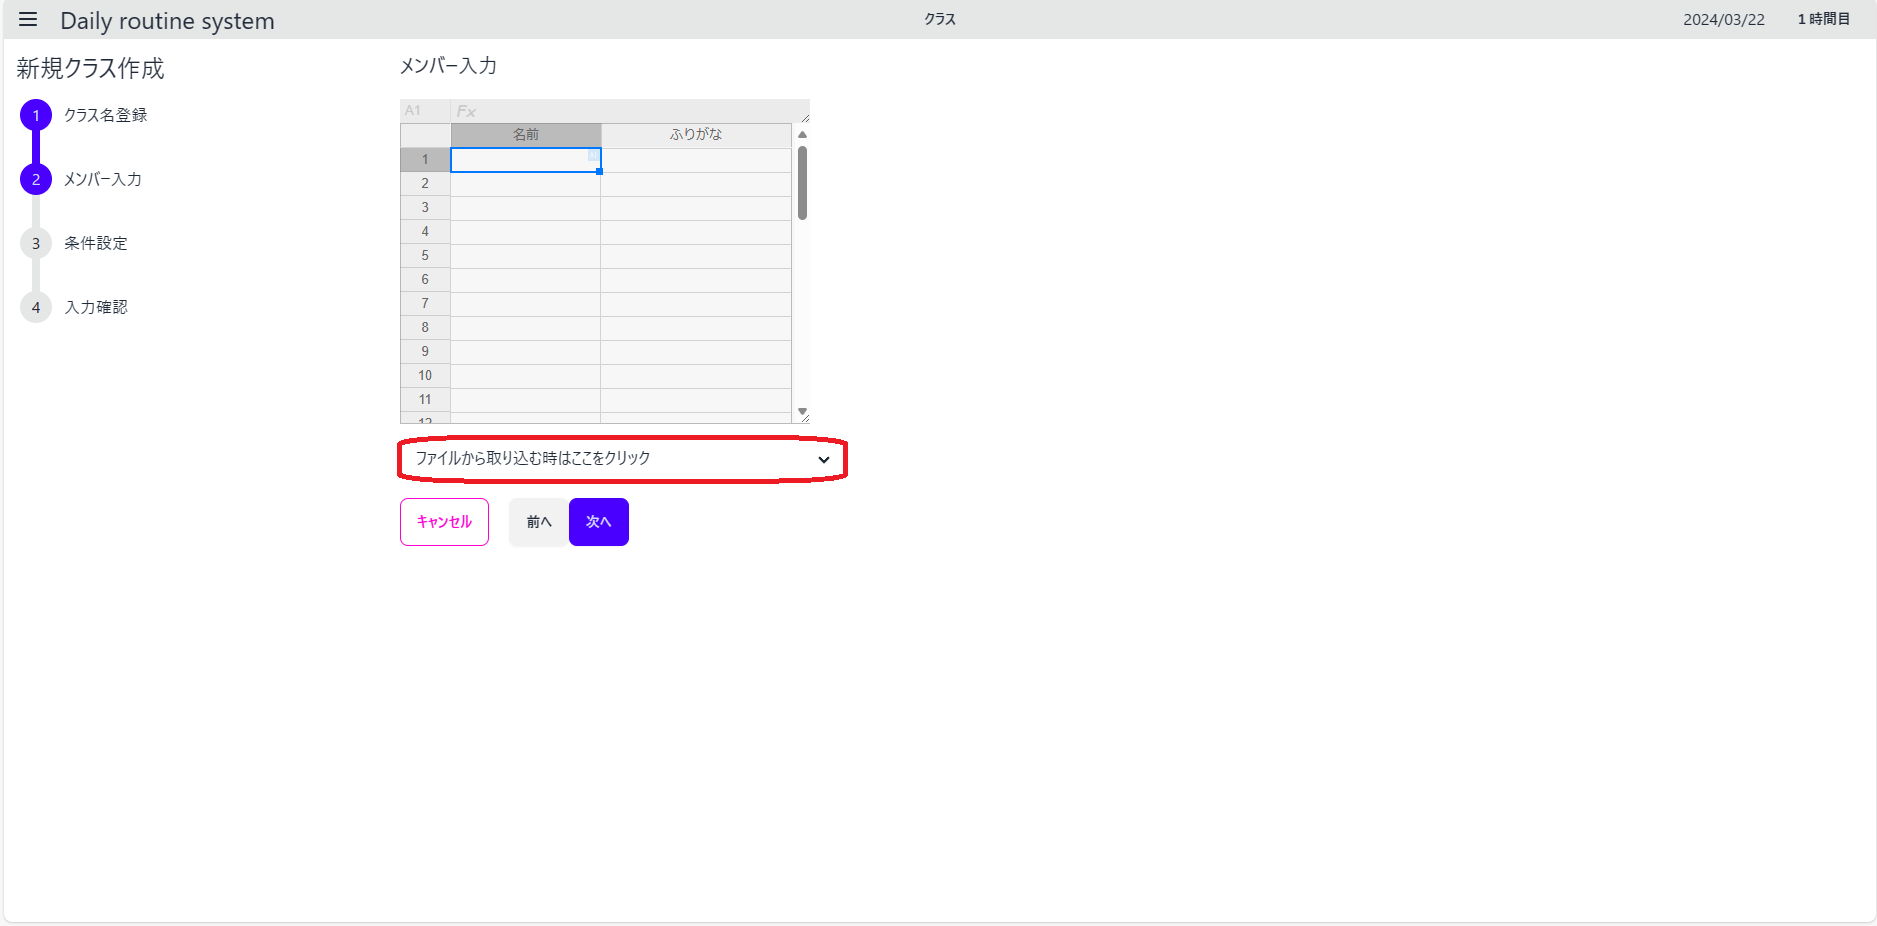 Daily routine system
クラス
2024/03/22
1 時間目
新規クラス作成
1 クラス名登録
2 メンバー入力
3 条件設定
4 入力確認
メンバー入力
A1 Fx
名前 ふりがな
1
2
3
4
5
6
7
8
9
10
11
12
ファイルから取り込む時はここをクリック
キャンセル 前へ 次へ